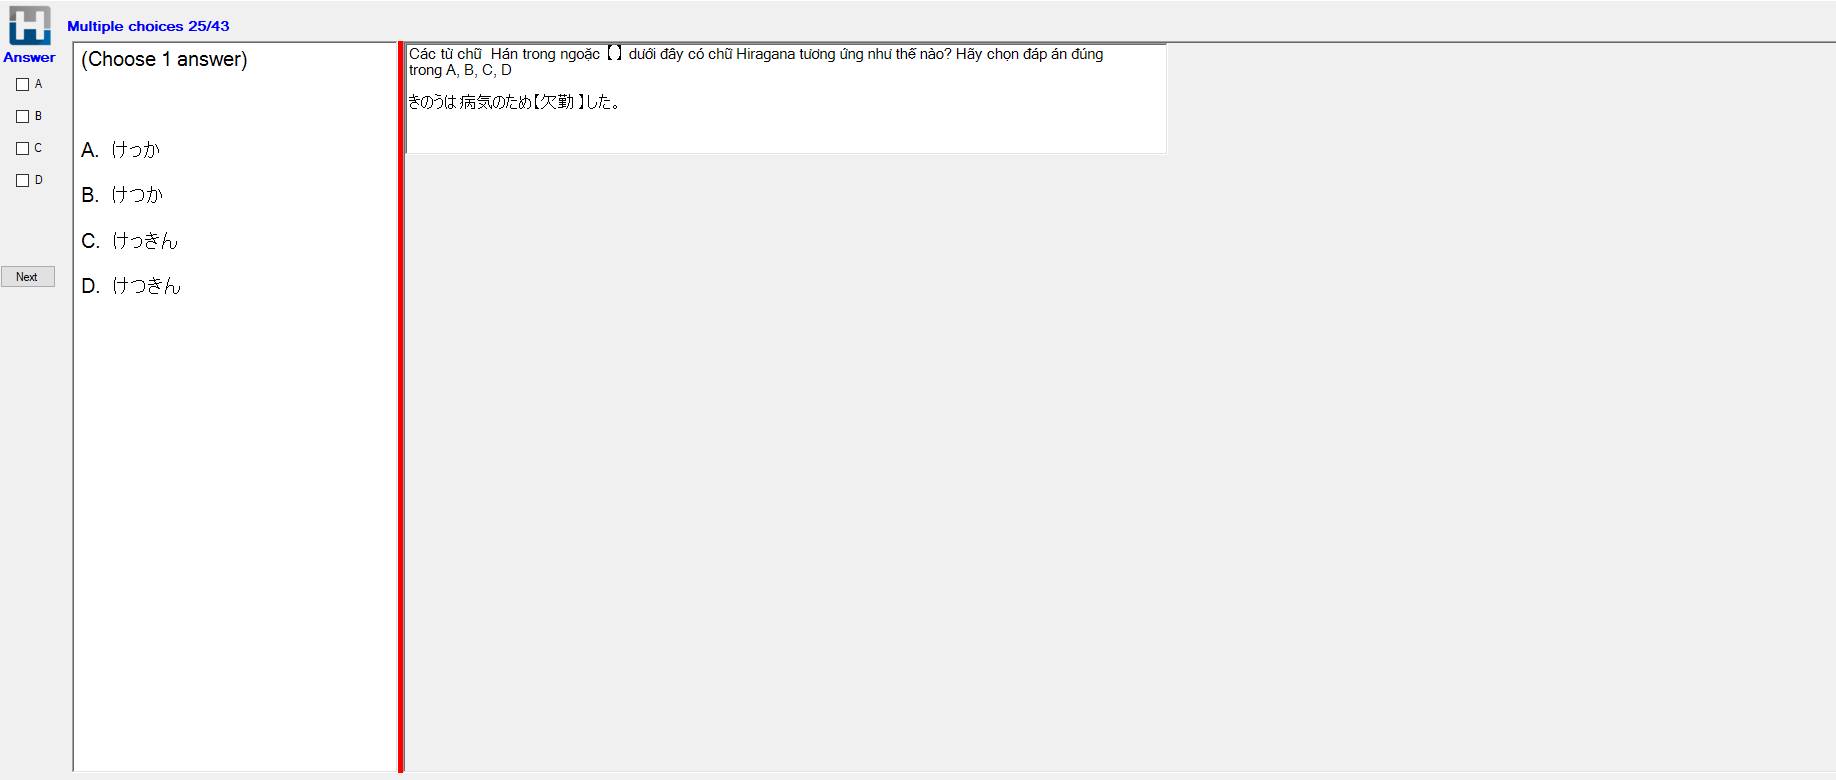 Multiple choices 25/43
Answer
A
B
C
D
Next
(Choose 1 answer)
A. けっか
B. けつか
C. けっきん
D. けつきん
Các từ chữ Hán trong ngoặc【】dưới đây có chữ Hiragana tương ứng như thế nào? Hãy chọn đáp án đúng
trong A, B, C, D
きのうは病気のため【欠勤 】した。